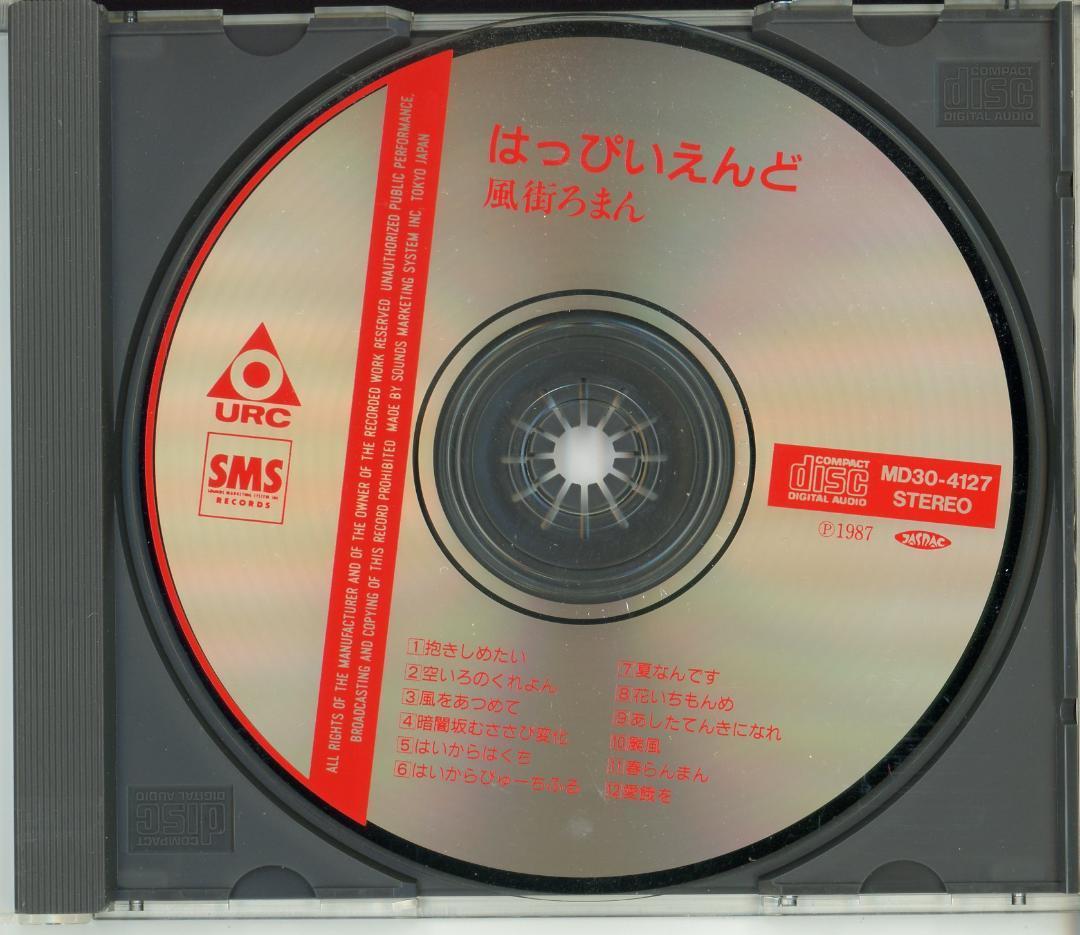 はっぴいえんど
風街ろまん
ALL RIGHTS OF THE MANUFACTURER AND OF THE OWNER OF THE RECORDED WORK RESERVED. UNAUTHORIZED PUBLIC PERFORMANCE,
BROADCASTING AND COPYING OF THIS RECORD PROHIBITED MADE BY SOUNDS MARKETING SYSTEM INC, TOKYO JAPAN
URC
SMS
SOUNDS MARKETING SYSTEM INC
RECORDS
COMPACT
disc
DIGITAL AUDIO
MD30-4127
STEREO
Ⓟ1987
JASRAC
1抱きしめたい
2空いろのくれよん
3風をあつめて
4暗闇坂むささび変化
5はいからはくち
6はいからびゅーちふる
7夏なんです
8花いちもんめ
9あしたてんきになれ
10颱風
11春らんまん
12愛餓を
COMPACT
disc
DIGITAL AUDIO
COMPACT
disc
DIGITAL AUDIO